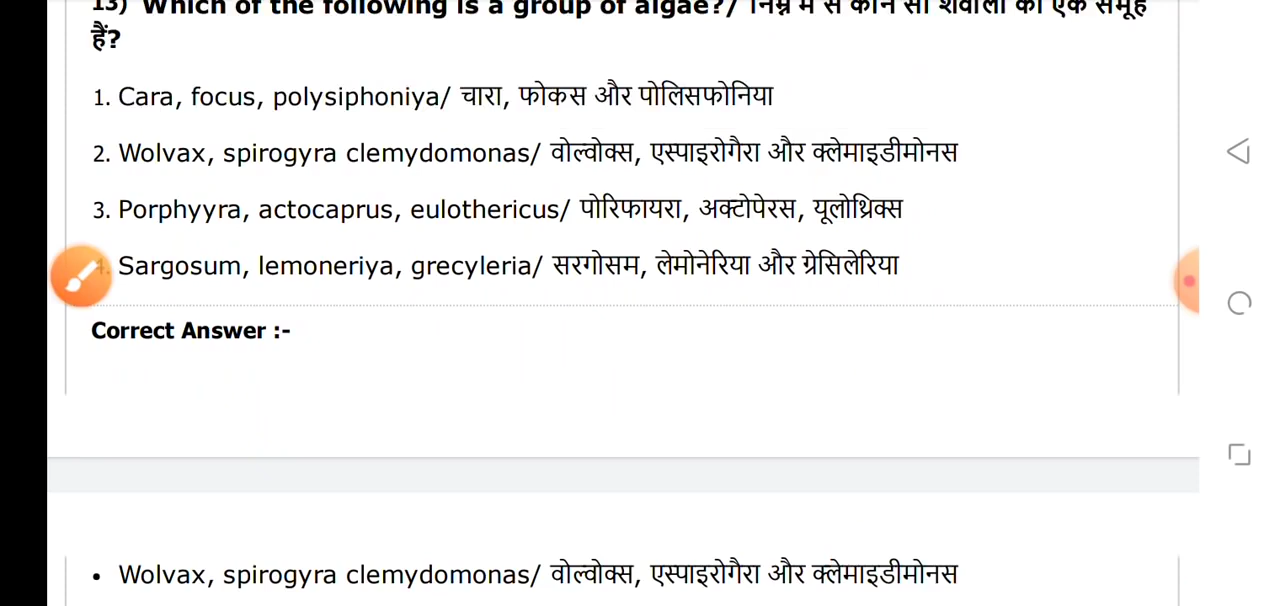 13) Which of the following is a group of algae?/ निम्न में से कौन सा शैवालों का एक समूह
हैं?
1. Cara, focus, polysiphoniya/ चारा, फोकस और पोलिसफोनिया
2. Wolvax, spirogyra clemydomonas/ वोल्वोक्स, एस्पाइरोगैरा और क्लेमाइडीमोनस
3. Porphyyra, actocaprus, eulothericus/ पोरिफायरा, अक्टोपेरस, यूलोथ्रिक्स
4. Sargosum, lemoneriya, grecyleria/ सरगोसम, लेमोनेरिया और ग्रेसिलेरिया
Correct Answer :-
• Wolvax, spirogyra clemydomonas/ वोल्वोक्स, एस्पाइरोगैरा और क्लेमाइडीमोनस